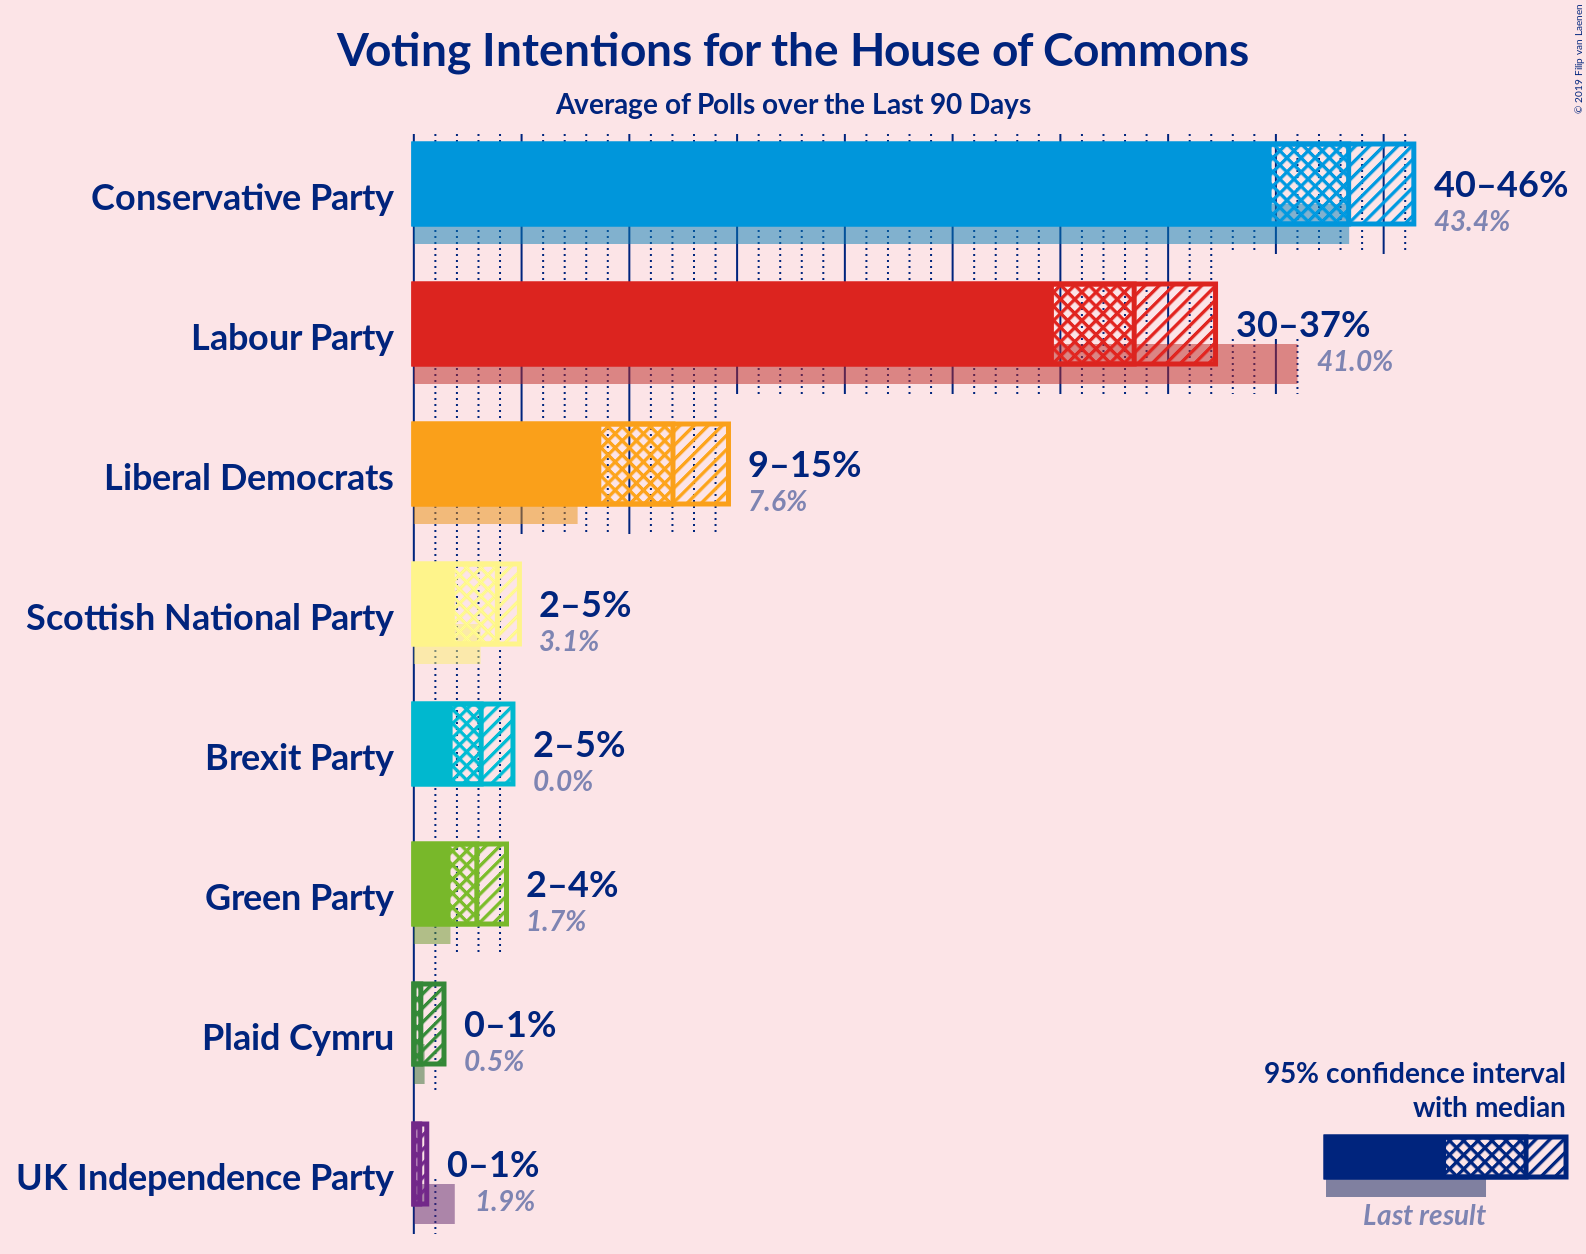 Voting Intentions for the House of Commons
Average of Polls over the Last 90 Days
© 2019 Filip van Laenen
Conservative Party
40–46%
43.4%
Labour Party
30–37%
41.0%
Liberal Democrats
9–15%
7.6%
Scottish National Party
2–5%
3.1%
Brexit Party
2–5%
0.0%
Green Party
2–4%
1.7%
Plaid Cymru
0–1%
0.5%
UK Independence Party
0–1%
1.9%
95% confidence interval
with median
Last result